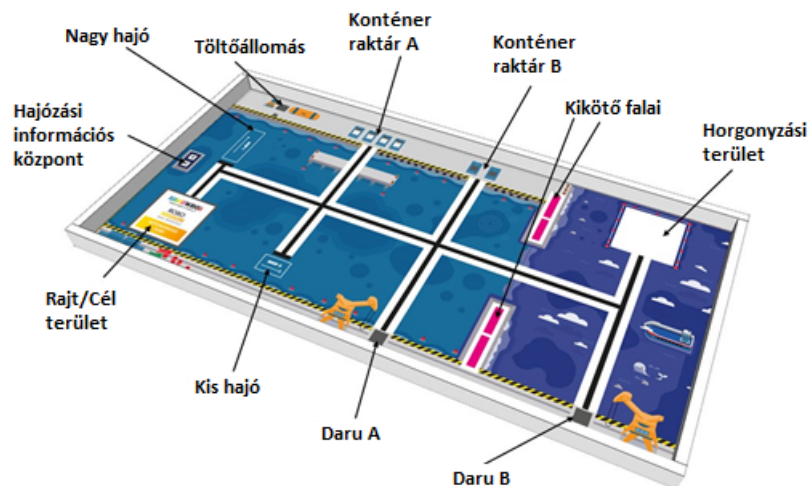 Nagy hajó
Töltőállomás
Konténer
raktár A
Konténer
raktár B
Kikötő falai
Horgonyzási
terület
Hajózási
információs
központ
Rajt/Cél
terület
Kis hajó
Daru A
Daru B